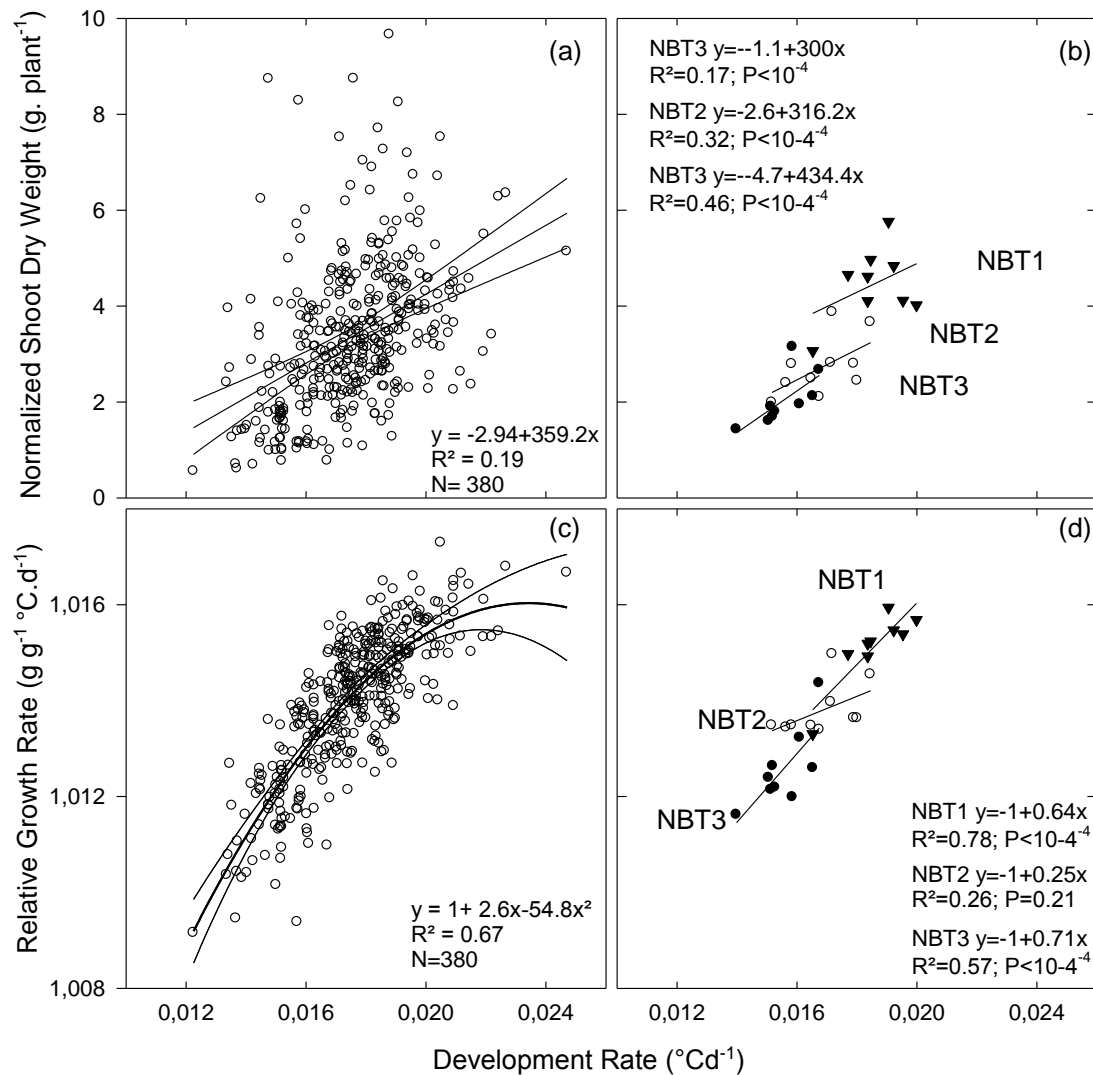 Normalized Shoot Dry Weight (g. plant⁻¹)
10
8
6
4
2
0
(a)
y = -2.94+359.2x
R² = 0.19
N= 380
(b)
NBT3 y=--1.1+300x
R²=0.17; P<10⁻⁴
NBT2 y=-2.6+316.2x
R²=0.32; P<10-4⁻⁴
NBT3 y=--4.7+434.4x
R²=0.46; P<10-4⁻⁴
NBT1
NBT2
NBT3
Relative Growth Rate (g g⁻¹ °C.d⁻¹)
1,016
1,012
1,008
(c)
y = 1+ 2.6x-54.8x²
R² = 0.67
N=380
0,012 0,016 0,020 0,024
(d)
NBT1
NBT2
NBT3
NBT1 y=-1+0.64x
R²=0.78; P<10-4⁻⁴
NBT2 y=-1+0.25x
R²=0.26; P=0.21
NBT3 y=-1+0.71x
R²=0.57; P<10-4⁻⁴
0,012 0,016 0,020 0,024
Development Rate (°Cd⁻¹)